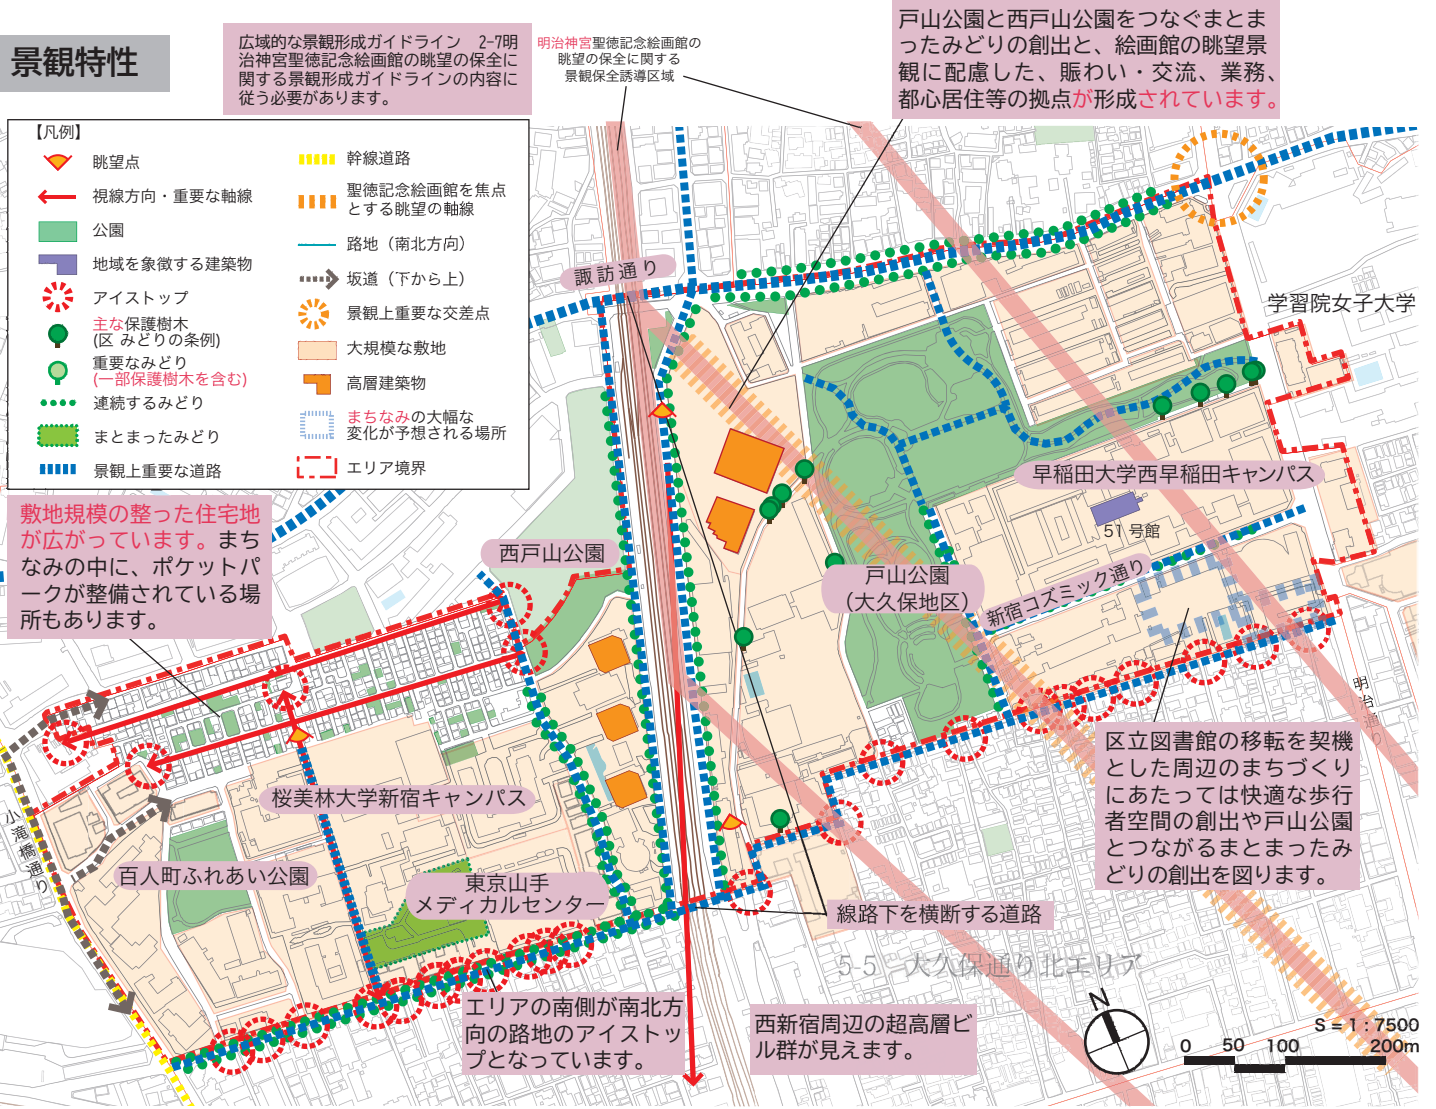 景観特性
広域的な景観形成ガイドライン 2-7明
治神宮聖徳記念絵画館の眺望の保全に
関する景観形成ガイドラインの内容に
従う必要があります。
明治神宮聖徳記念絵画館の
眺望の保全に関する
景観保全誘導区域
戸山公園と西戸山公園をつなぐまとま
ったみどりの創出と、絵画館の眺望景
観に配慮した、賑わい・交流、業務、
都心居住等の拠点が形成されています。
【凡例】
眺望点
視線方向・重要な軸線
公園
地域を象徴する建築物
アイストップ
主な保護樹木
(区 みどりの条例)
重要なみどり
(一部保護樹木を含む)
連続するみどり
まとまったみどり
景観上重要な道路
幹線道路
聖徳記念絵画館を焦点
とする眺望の軸線
路地（南北方向）
坂道（下から上）
景観上重要な交差点
大規模な敷地
高層建築物
まちなみの大幅な
変化が予想される場所
エリア境界
諏訪通り
学習院女子大学
早稲田大学西早稲田キャンパス
51 号館
敷地規模の整った住宅地
が広がっています。まち
なみの中に、ポケットパ
ークが整備されている場
所もあります。
西戸山公園
戸山公園
（大久保地区）
新宿コズミック通り
明治通り
区立図書館の移転を契機
とした周辺のまちづくり
にあたっては快適な歩行
者空間の創出や戸山公園
とつながるまとまったみ
どりの創出を図ります。
桜美林大学新宿キャンパス
小滝橋通り
百人町ふれあい公園
東京山手
メディカルセンター
線路下を横断する道路
5-5 大久保通り北エリア
エリアの南側が南北方
向の路地のアイストッ
プとなっています。
西新宿周辺の超高層ビ
ル群が見えます。
N
S = 1 : 7500
0 50 100 200m